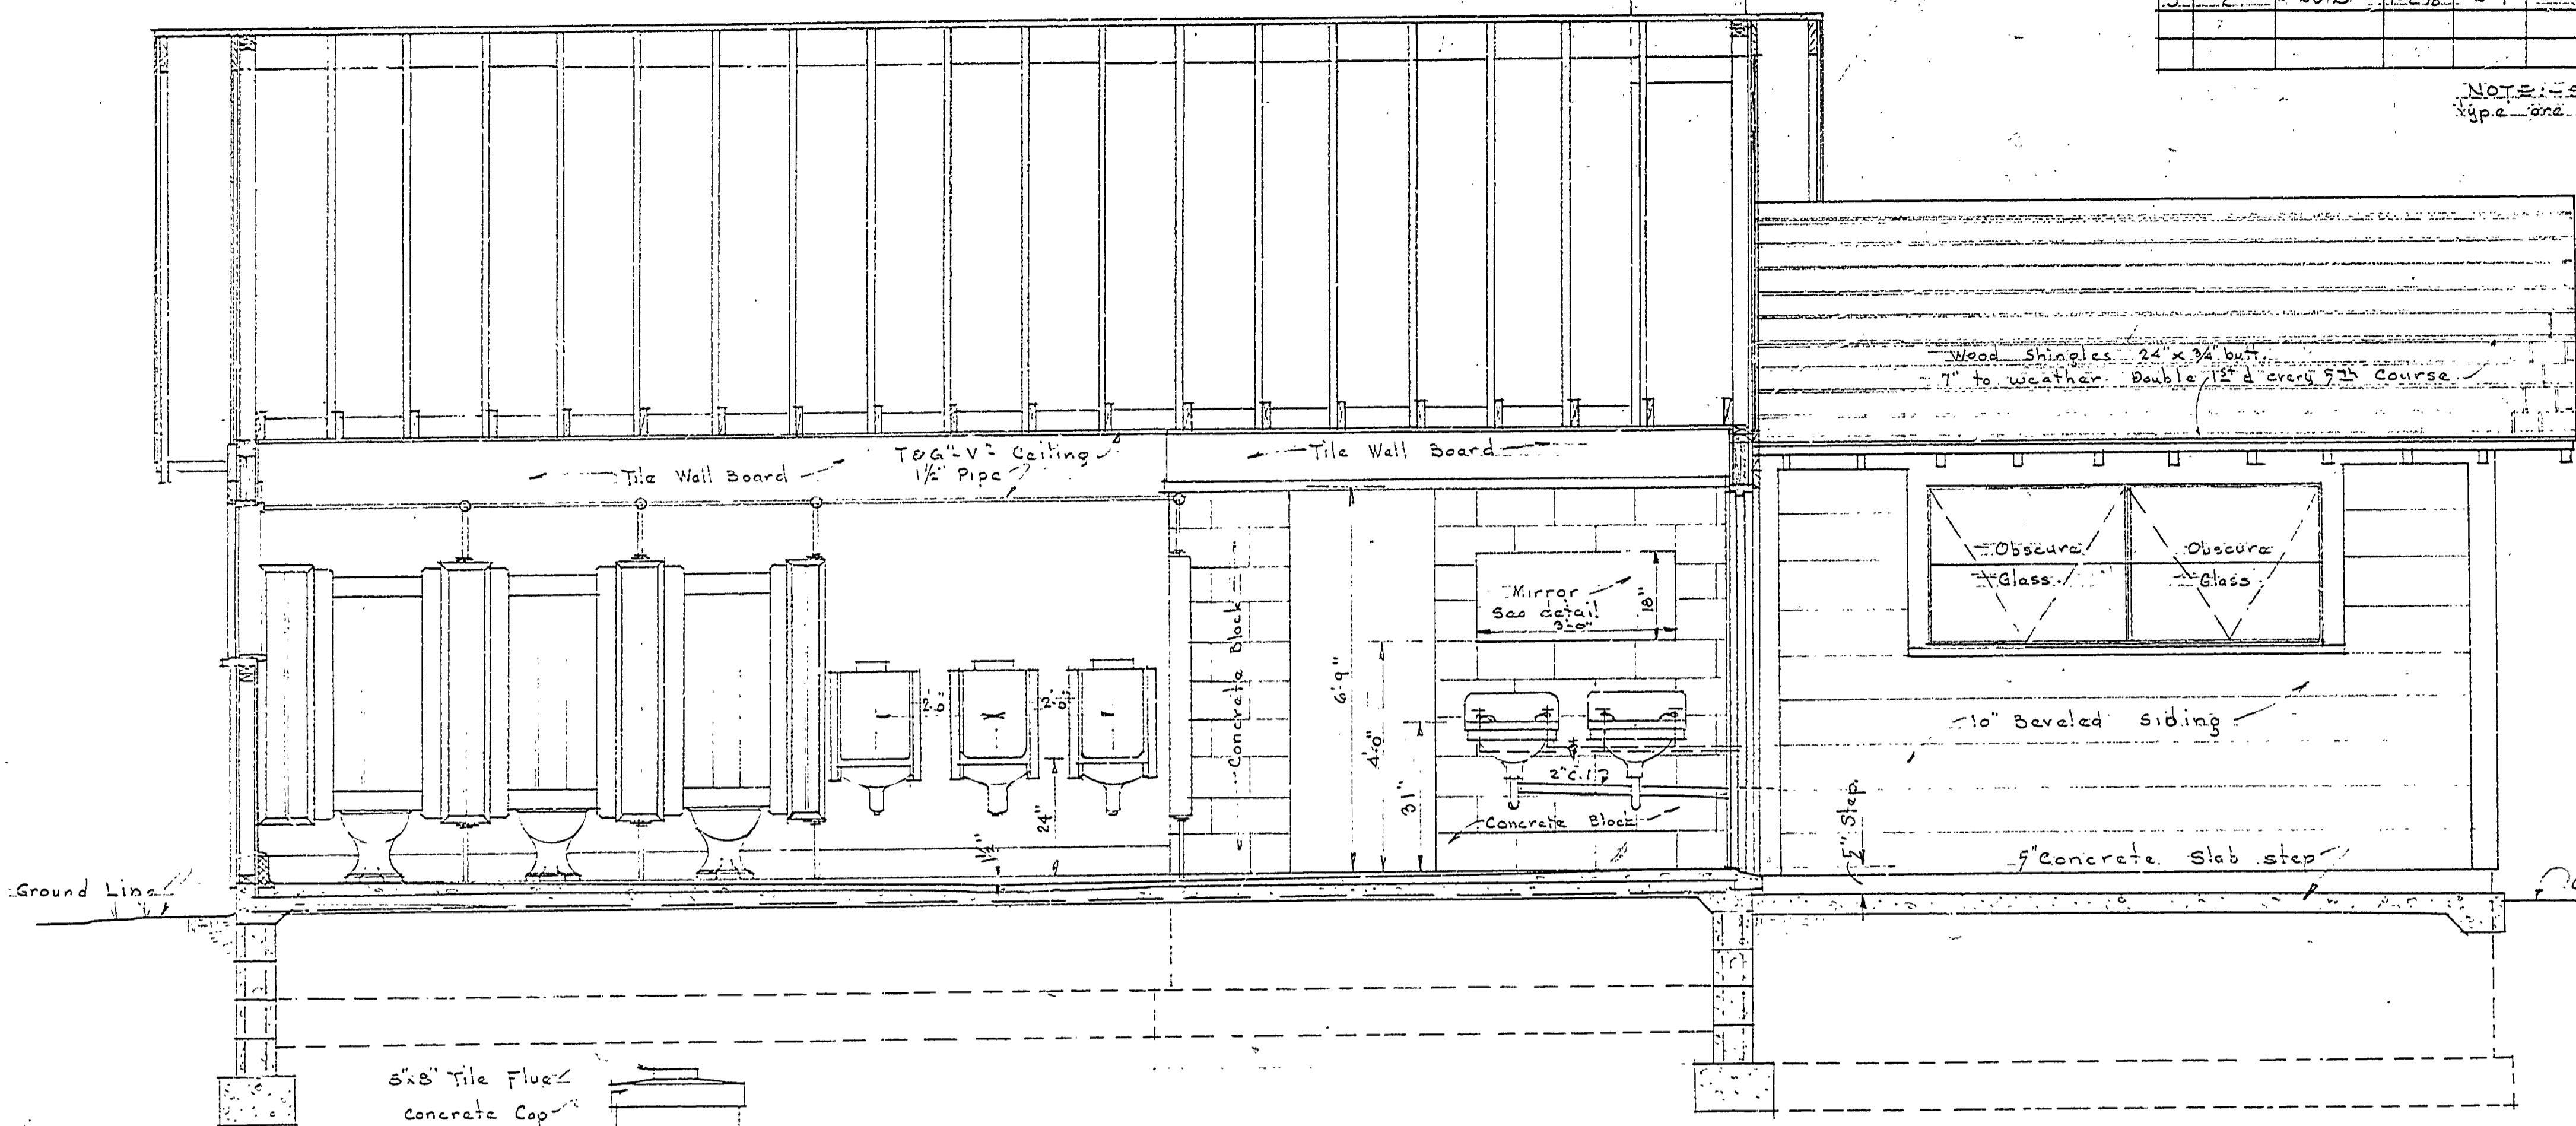 NOTE:-
Type are
Wood Shingles 24" x 3/4" butt.
7" to weather. Double 1st & every 5th Course
T&G "V" Ceiling
Tile Wall Board
1½" Pipe
Tile Wall Board
Obscure
Glass
Obscure
Glass
Mirror
See detail
3'-0"
18"
Concrete Block
6'-9"
4'-0"
31"
2'-0"
2'-0"
24"
1½"
2" C.I.P
Concrete Block
10" Beveled Siding
5" Step
5" Concrete Slab step
Ground Line
8"x8" Tile Flue
Concrete Cap